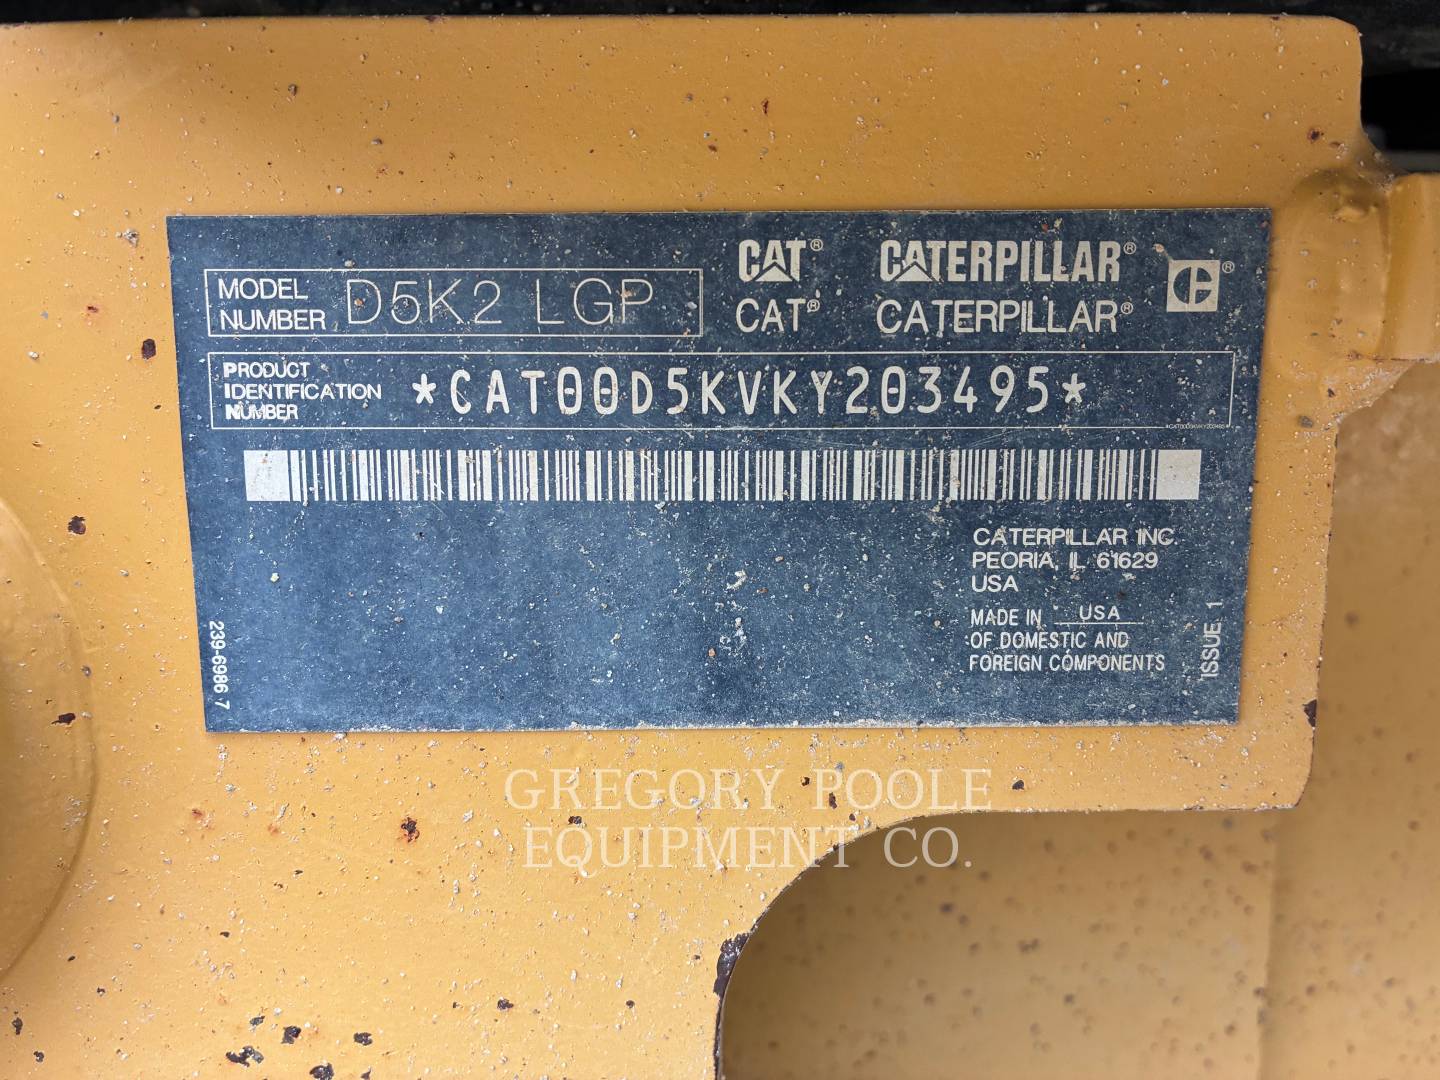 MODEL NUMBER D5K2 LGP
CAT® CATERPILLAR® ®
CAT® CATERPILLAR®
PRODUCT IDENTIFICATION NUMBER *CAT00D5KVKY203495*
CATERPILLAR INC.
PEORIA, IL 61629
USA
MADE IN USA
OF DOMESTIC AND
FOREIGN COMPONENTS
ISSUE 1
239-6986 7
GREGORY POOLE
EQUIPMENT CO.